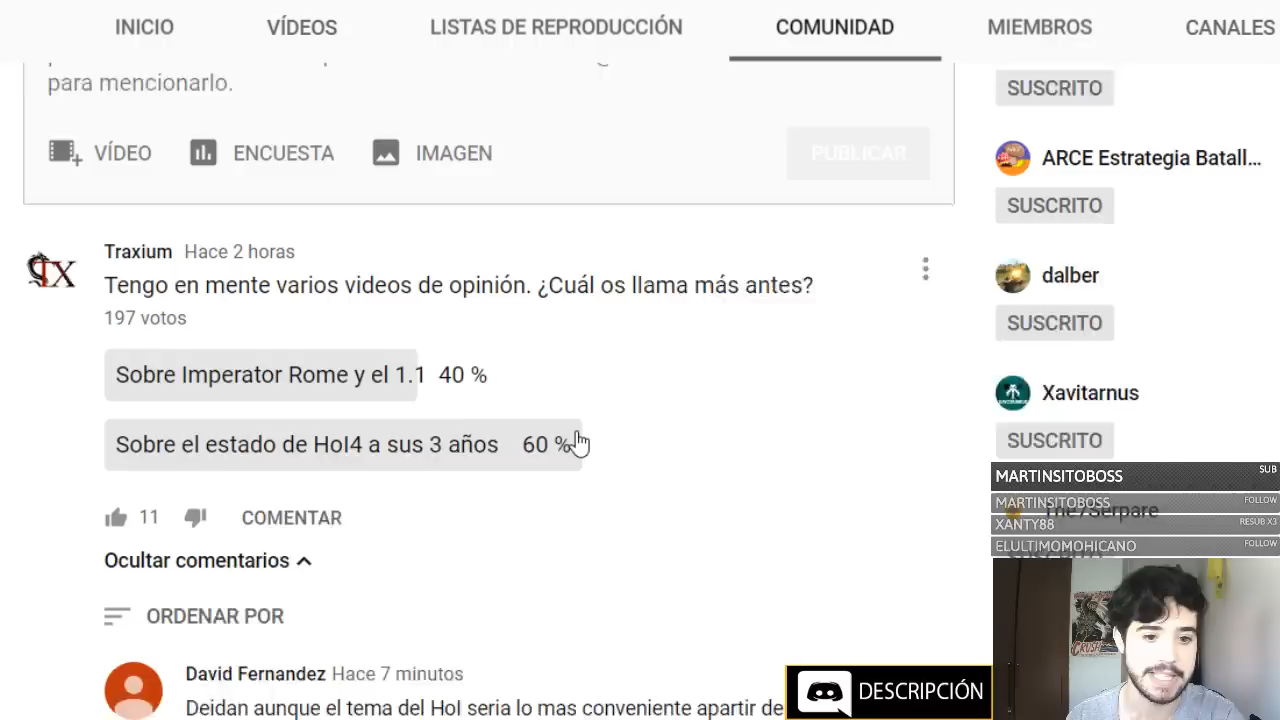 INICIO
VÍDEOS
LISTAS DE REPRODUCCIÓN
COMUNIDAD
MIEMBROS
CANALES
para mencionarlo.
VÍDEO
ENCUESTA
IMAGEN
PUBLICAR
SUSCRITO
ARCE Estrategia Batall...
SUSCRITO
dalber
SUSCRITO
Xavitarnus
SUSCRITO
TX
Traxium Hace 2 horas
Tengo en mente varios videos de opinión. ¿Cuál os llama más antes?
197 votos
Sobre Imperator Rome y el 1.1 40 %
Sobre el estado de HoI4 a sus 3 años 60 %
11
COMENTAR
Ocultar comentarios
ORDENAR POR
David Fernandez Hace 7 minutos
Deidan aunque el tema del HoI seria lo mas conveniente apartir de
MARTINSITOBOSS SUB
MARTINSITOBOSS FOLLOW
XANTY88 RESUB X3
ELULTIMOMOHICANO FOLLOW
DESCRIPCIÓN
CRUSH